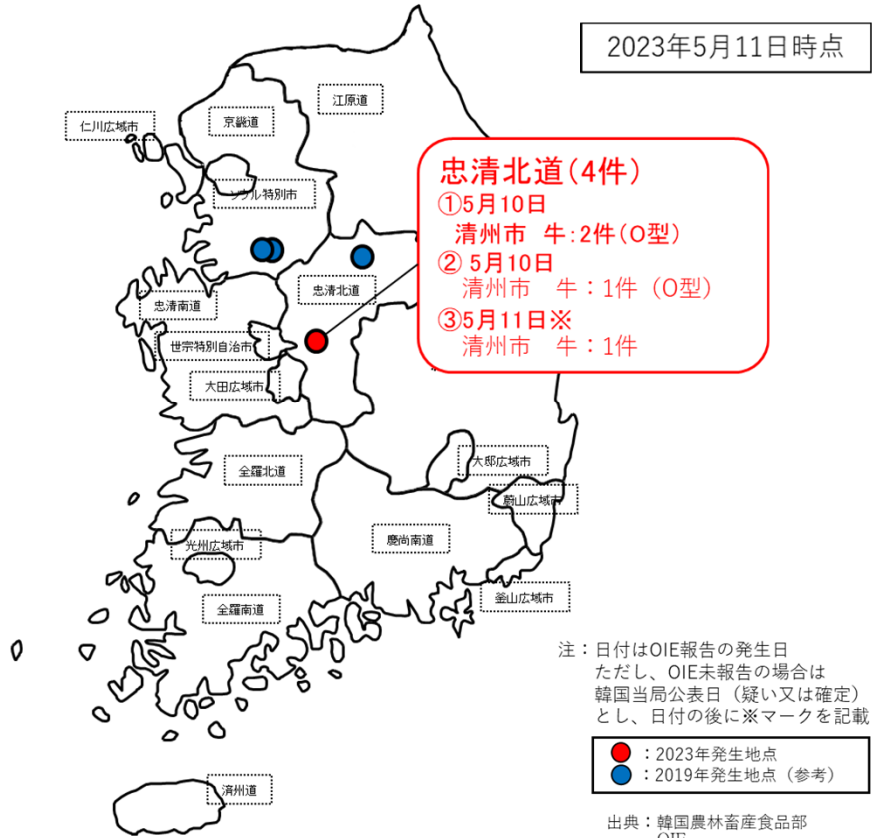 2023年5月11日時点
江原道
京畿道
仁川広域市
ソウル特別市
忠清北道(4件)
①5月10日
清州市 牛:2件(O型)
② 5月10日
清州市 牛：1件（O型）
③5月11日※
清州市 牛：1件
忠清北道
忠清南道
世宗特別自治市
大田広域市
全羅北道
大邱広域市
蔚山広域市
光州広域市
慶尚南道
釜山広域市
全羅南道
注：日付はOIE報告の発生日
ただし、OIE未報告の場合は
韓国当局公表日（疑い又は確定）
とし、日付の後に※マークを記載
：2023年発生地点
：2019年発生地点（参考）
済州道
出典：韓国農林畜産食品部
OIE